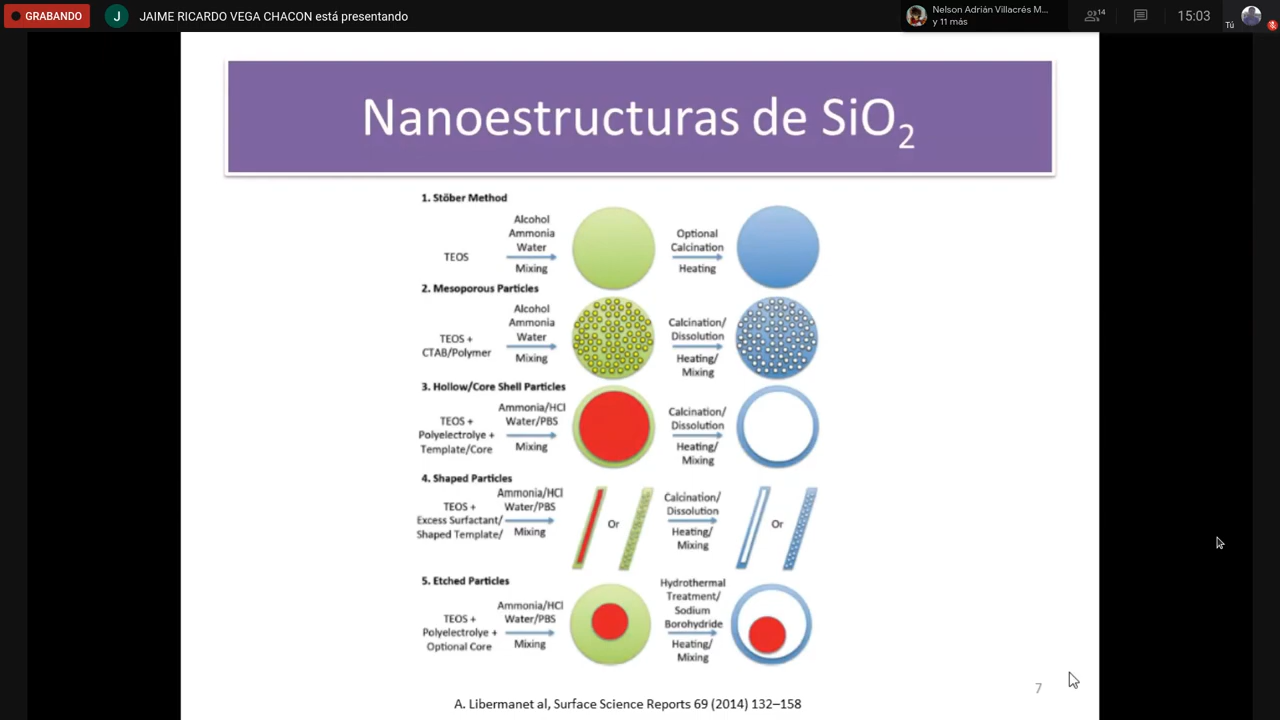 GRABANDO
J
JAIME RICARDO VEGA CHACON está presentando
Nelson Adrián Villacrés M...
y 11 más
14
15:03
Tú
Nanoestructuras de SiO₂
1. Stöber Method
TEOS
Alcohol
Ammonia
Water
Mixing
Optional
Calcination
Heating
2. Mesoporous Particles
TEOS +
CTAB/Polymer
Alcohol
Ammonia
Water
Mixing
Calcination/
Dissolution
Heating/
Mixing
3. Hollow/Core Shell Particles
TEOS +
Polyelectrolye +
Template/Core
Ammonia/HCl
Water/PBS
Mixing
Calcination/
Dissolution
Heating/
Mixing
4. Shaped Particles
TEOS +
Excess Surfactant/
Shaped Template/
Ammonia/HCl
Water/PBS
Mixing
Or
Calcination/
Dissolution
Heating/
Mixing
Or
5. Etched Particles
TEOS +
Polyelectrolye +
Optional Core
Ammonia/HCl
Water/PBS
Mixing
Hydrothermal
Treatment/
Sodium
Borohydride
Heating/
Mixing
7
A. Libermanet al, Surface Science Reports 69 (2014) 132–158